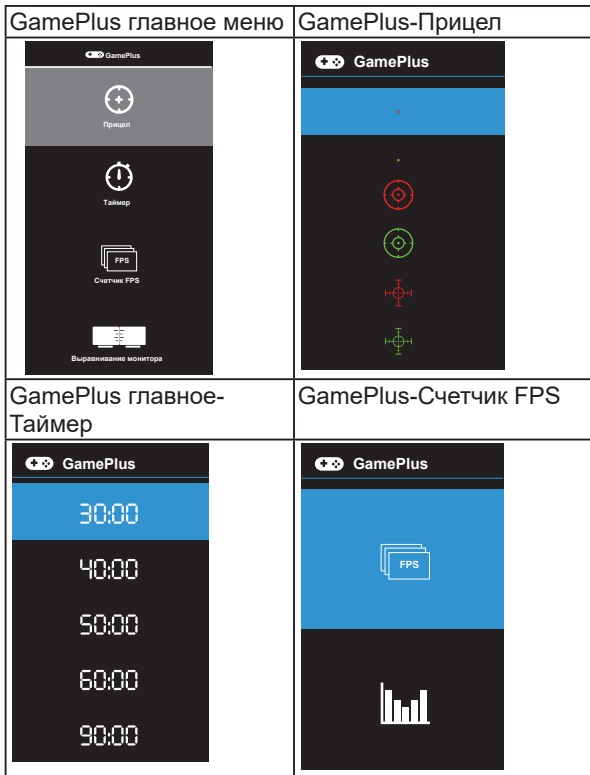 GamePlus главное меню
GamePlus-Прицел
GamePlus
Прицел
Таймер
FPS
Счетчик FPS
Выравнивание монитора
GamePlus
GamePlus главное-
Таймер
GamePlus-Счетчик FPS
GamePlus
30:00
40:00
50:00
60:00
90:00
GamePlus
FPS